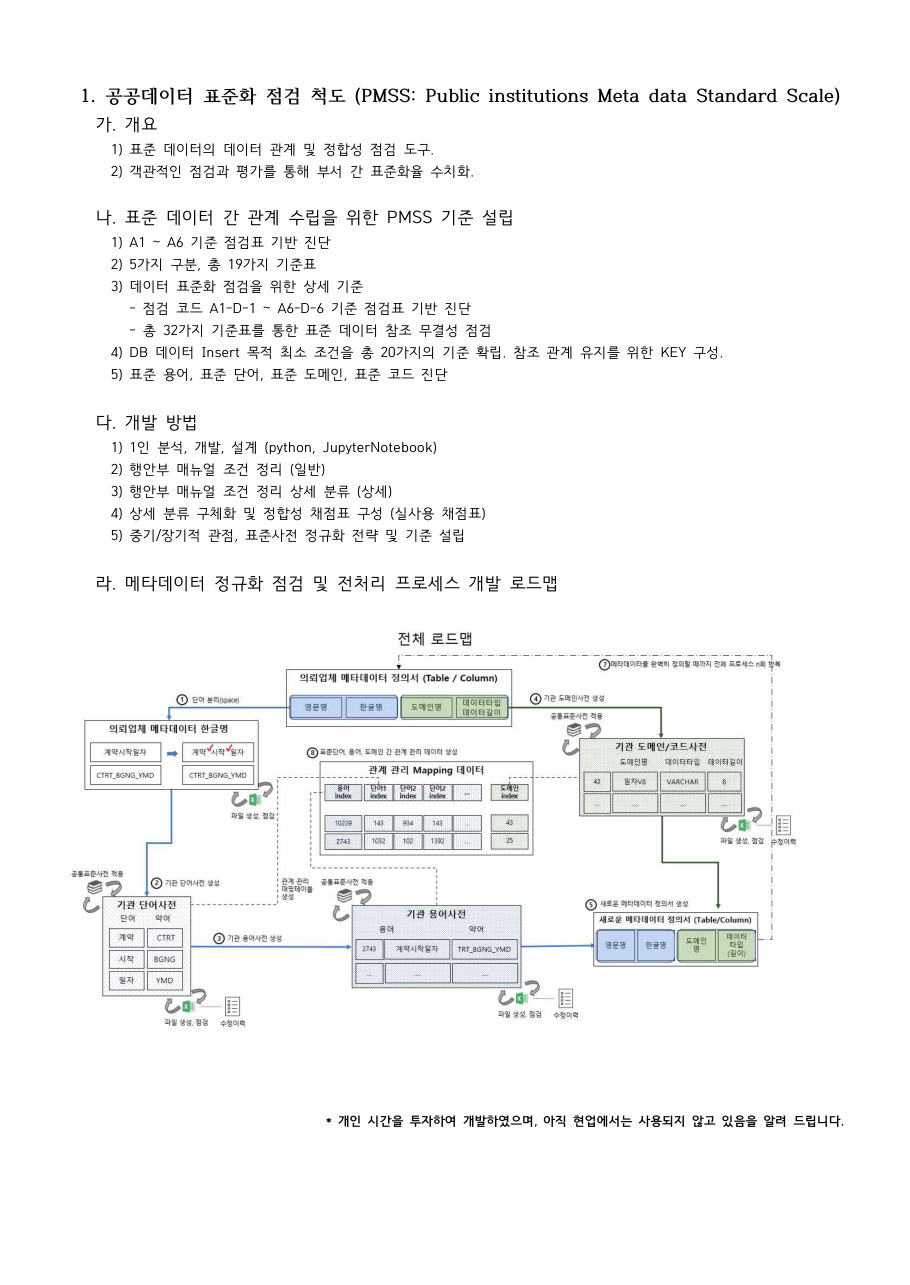 1. 공공데이터 표준화 점검 척도 (PMSS: Public institutions Meta data Standard Scale)
가. 개요
1) 표준 데이터의 데이터 관계 및 정합성 점검 도구.
2) 객관적인 점검과 평가를 통해 부서 간 표준화율 수치화.
나. 표준 데이터 간 관계 수립을 위한 PMSS 기준 설립
1) A1 ~ A6 기준 점검표 기반 진단
2) 5가지 구분, 총 19가지 기준표
3) 데이터 표준화 점검을 위한 상세 기준
- 점검 코드 A1-D-1 ~ A6-D-6 기준 점검표 기반 진단
- 총 32가지 기준표를 통한 표준 데이터 참조 무결성 점검
4) DB 데이터 Insert 목적 최소 조건을 총 20가지의 기준 확립. 참조 관계 유지를 위한 KEY 구성.
5) 표준 용어, 표준 단어, 표준 도메인, 표준 코드 진단
다. 개발 방법
1) 1인 분석, 개발, 설계 (python, JupyterNotebook)
2) 행안부 매뉴얼 조건 정리 (일반)
3) 행안부 매뉴얼 조건 정리 상세 분류 (상세)
4) 상세 분류 구체화 및 정합성 채점표 구성 (실사용 채점표)
5) 중기/장기적 관점, 표준사전 정규화 전략 및 기준 설립
라. 메타데이터 정규화 점검 및 전처리 프로세스 개발 로드맵
전체 로드맵
⑦메타데이터를 완벽히 정의할 때까지 전체 프로세스 n회 반복
의뢰업체 메타데이터 정의서 (Table / Column)
영문명 한글명 도메인명 데이터타입
데이터길이
① 단어 분리(space)
④ 기관 도메인사전 생성
공통표준사전 적용
의뢰업체 메타데이터 한글명
계약시작일자 계약 시작 일자
CTRT_BGNG_YMD CTRT_BGNG_YMD
파일 생성, 점검
⑧ 표준단어, 용어, 도메인 간 관계 관리 데이터 생성
관계 관리 Mapping 데이터
용어 index 단어1 index 단어2 index 단어2 index ... 도메인 index
10239 143 934 143 ... 43
2743 1032 102 1392 ... 25
기관 도메인/코드사전
도메인명 데이터타입 데이터길이
43 일자V8 VARCHAR 8
... .... .... ....
파일 생성, 점검 수정이력
공통표준사전 적용
② 기관 단어사전 생성
기관 단어사전
단어 약어
계약 CTRT
시작 BGNG
일자 YMD
파일 생성, 점검 수정이력
③ 기관 용어사전 생성
관계 관리
매핑테이블
생성
공통표준사전 적용
기관 용어사전
용어 약어
2743 계약시작일자 TRT_BGNG_YMD
... .... ....
파일 생성, 점검 수정이력
⑤ 새로운 메타데이터 정의서 생성
새로운 메타데이터 정의서 (Table/Column)
영문명 한글명 도메인
명 데이터
타입
(길이)
* 개인 시간을 투자하여 개발하였으며, 아직 현업에서는 사용되지 않고 있음을 알려 드립니다.